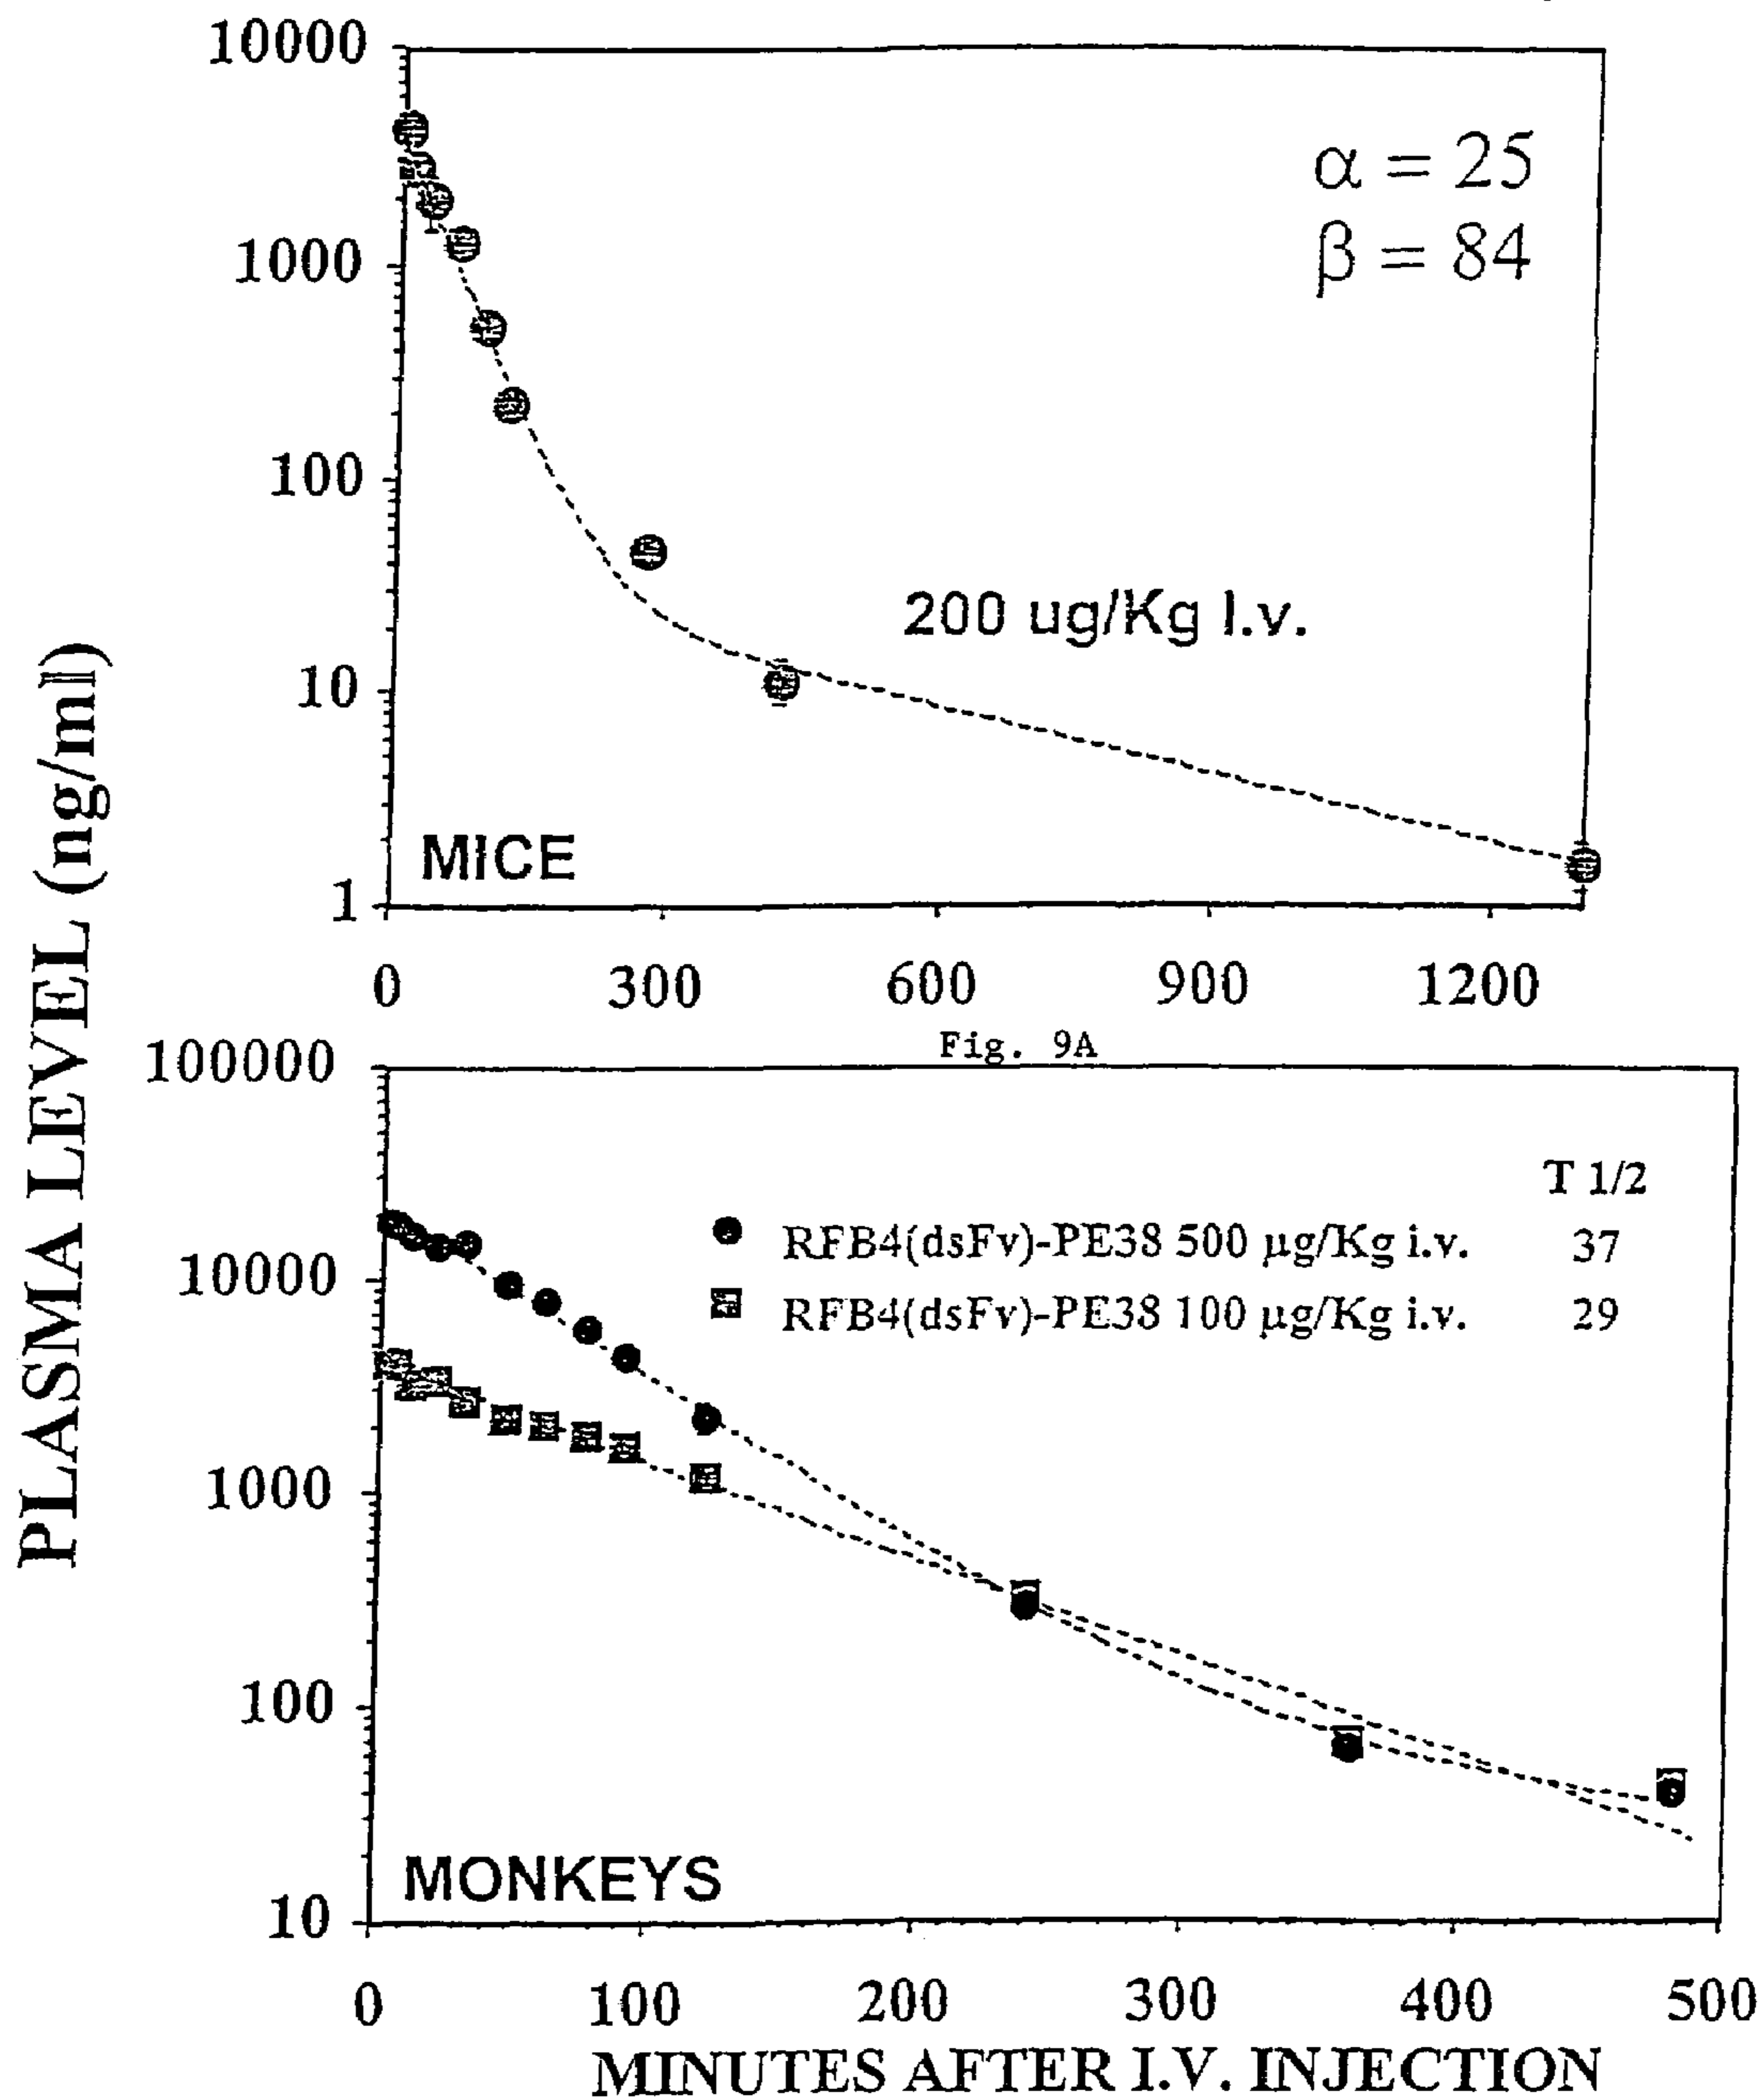 PLASMA LEVEL (ng/ml)
10000
1000
100
10
1
α = 25
β = 84
200 ug/Kg I.v.
MICE
0 300 600 900 1200
Fig. 9A
100000
10000
1000
100
10
T 1/2
RFB4(dsFv)-PE38 500 µg/Kg i.v. 37
RFB4(dsFv)-PE38 100 µg/Kg i.v. 29
MONKEYS
0 100 200 300 400 500
MINUTES AFTER I.V. INJECTION